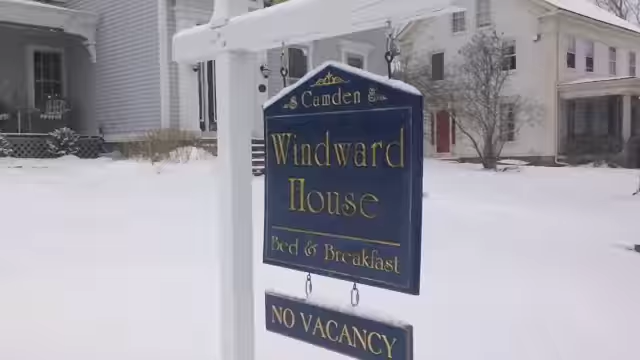 Camden
Windward
House
Bed & Breakfast
NO VACANCY